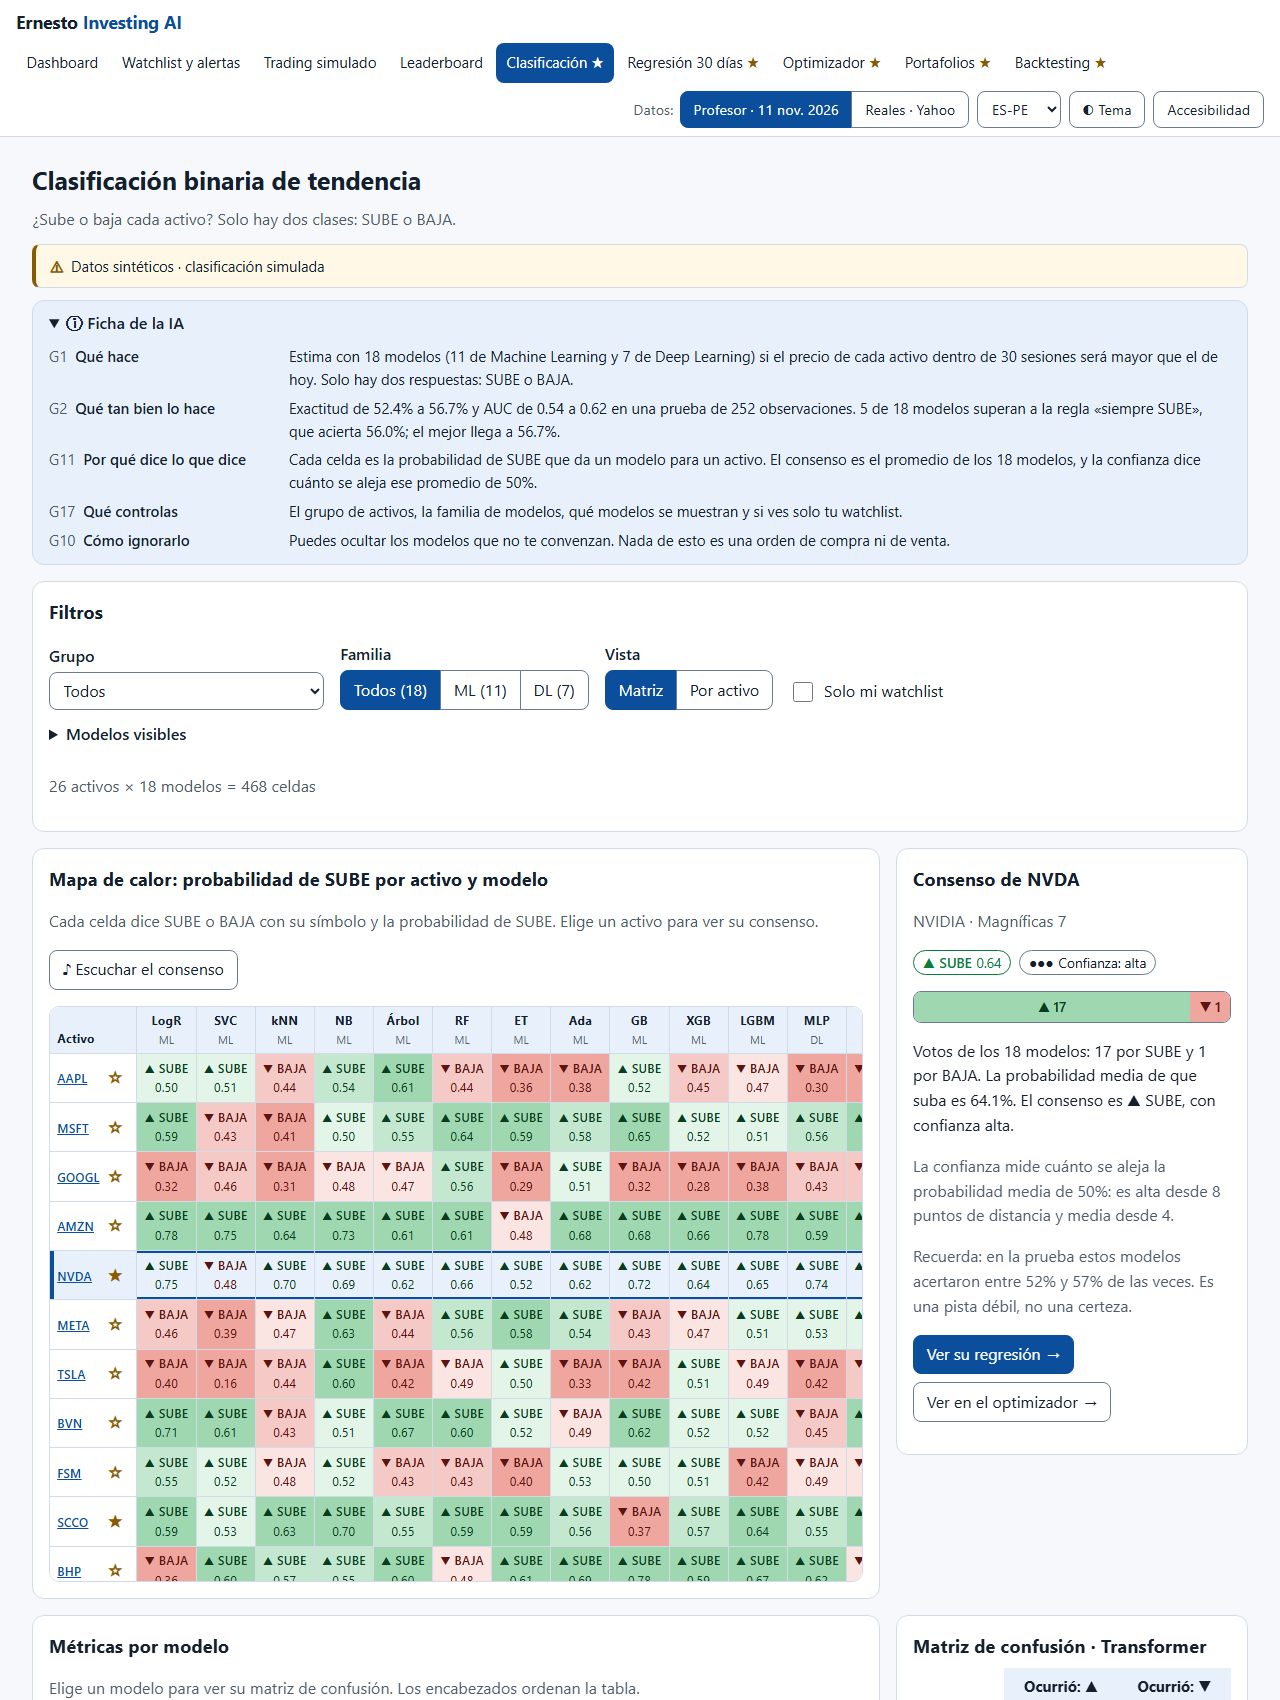 Ernesto Investing AI
Dashboard Watchlist y alertas Trading simulado Leaderboard Clasificación ★ Regresión 30 días ★ Optimizador ★ Portafolios ★ Backtesting ★
Datos: Profesor · 11 nov. 2026 Reales · Yahoo ES-PE ◐ Tema Accesibilidad
Clasificación binaria de tendencia
¿Sube o baja cada activo? Solo hay dos clases: SUBE o BAJA.
⚠ Datos sintéticos · clasificación simulada
▼ ⓘ Ficha de la IA
G1 Qué hace Estima con 18 modelos (11 de Machine Learning y 7 de Deep Learning) si el precio de cada activo dentro de 30 sesiones será mayor que el de
hoy. Solo hay dos respuestas: SUBE o BAJA.
G2 Qué tan bien lo hace Exactitud de 52.4% a 56.7% y AUC de 0.54 a 0.62 en una prueba de 252 observaciones. 5 de 18 modelos superan a la regla «siempre SUBE»,
que acierta 56.0%; el mejor llega a 56.7%.
G11 Por qué dice lo que dice Cada celda es la probabilidad de SUBE que da un modelo para un activo. El consenso es el promedio de los 18 modelos, y la confianza dice
cuánto se aleja ese promedio de 50%.
G17 Qué controlas El grupo de activos, la familia de modelos, qué modelos se muestran y si ves solo tu watchlist.
G10 Cómo ignorarlo Puedes ocultar los modelos que no te convenzan. Nada de esto es una orden de compra ni de venta.
Filtros
Grupo Familia Vista
Todos Todos (18) ML (11) DL (7) Matriz Por activo Solo mi watchlist
▶ Modelos visibles
26 activos × 18 modelos = 468 celdas
Mapa de calor: probabilidad de SUBE por activo y modelo
Cada celda dice SUBE o BAJA con su símbolo y la probabilidad de SUBE. Elige un activo para ver su consenso.
♪ Escuchar el consenso
Activo LogR SVC kNN NB Árbol RF ET Ada GB XGB LGBM MLP
ML ML ML ML ML ML ML ML ML ML ML DL
AAPL ☆ ▲ SUBE ▲ SUBE ▼ BAJA ▲ SUBE ▲ SUBE ▼ BAJA ▼ BAJA ▼ BAJA ▲ SUBE ▼ BAJA ▼ BAJA ▼ BAJA ▼
0.50 0.51 0.44 0.54 0.61 0.44 0.36 0.38 0.52 0.45 0.47 0.30
MSFT ☆ ▲ SUBE ▼ BAJA ▼ BAJA ▲ SUBE ▲ SUBE ▲ SUBE ▲ SUBE ▲ SUBE ▲ SUBE ▲ SUBE ▲ SUBE ▲ SUBE ▲
0.59 0.43 0.41 0.50 0.55 0.64 0.59 0.58 0.65 0.52 0.51 0.56
GOOGL ☆ ▼ BAJA ▼ BAJA ▼ BAJA ▼ BAJA ▼ BAJA ▲ SUBE ▼ BAJA ▲ SUBE ▼ BAJA ▼ BAJA ▼ BAJA ▼ BAJA ▼
0.32 0.46 0.31 0.48 0.47 0.56 0.29 0.51 0.32 0.28 0.38 0.43
AMZN ☆ ▲ SUBE ▲ SUBE ▲ SUBE ▲ SUBE ▲ SUBE ▲ SUBE ▼ BAJA ▲ SUBE ▲ SUBE ▲ SUBE ▲ SUBE ▲ SUBE ▲
0.78 0.75 0.64 0.73 0.61 0.61 0.48 0.68 0.68 0.66 0.78 0.59
NVDA ★ ▲ SUBE ▼ BAJA ▲ SUBE ▲ SUBE ▲ SUBE ▲ SUBE ▲ SUBE ▲ SUBE ▲ SUBE ▲ SUBE ▲ SUBE ▲ SUBE ▲
0.75 0.48 0.70 0.69 0.62 0.66 0.52 0.62 0.72 0.64 0.65 0.74
META ☆ ▼ BAJA ▼ BAJA ▼ BAJA ▲ SUBE ▼ BAJA ▲ SUBE ▲ SUBE ▲ SUBE ▼ BAJA ▼ BAJA ▲ SUBE ▲ SUBE ▲
0.46 0.39 0.47 0.63 0.44 0.56 0.58 0.54 0.43 0.47 0.51 0.53
TSLA ☆ ▼ BAJA ▼ BAJA ▼ BAJA ▲ SUBE ▼ BAJA ▼ BAJA ▲ SUBE ▼ BAJA ▼ BAJA ▲ SUBE ▼ BAJA ▼ BAJA ▼
0.40 0.16 0.44 0.60 0.42 0.49 0.50 0.33 0.42 0.51 0.49 0.42
BVN ☆ ▲ SUBE ▲ SUBE ▼ BAJA ▲ SUBE ▲ SUBE ▲ SUBE ▲ SUBE ▼ BAJA ▲ SUBE ▲ SUBE ▲ SUBE ▼ BAJA ▲
0.71 0.61 0.43 0.51 0.67 0.60 0.52 0.49 0.62 0.52 0.52 0.45
FSM ☆ ▲ SUBE ▲ SUBE ▼ BAJA ▲ SUBE ▼ BAJA ▼ BAJA ▼ BAJA ▲ SUBE ▲ SUBE ▲ SUBE ▼ BAJA ▼ BAJA ▼
0.55 0.52 0.48 0.52 0.43 0.43 0.40 0.53 0.50 0.51 0.42 0.49
SCCO ★ ▲ SUBE ▲ SUBE ▲ SUBE ▲ SUBE ▲ SUBE ▲ SUBE ▲ SUBE ▲ SUBE ▼ BAJA ▲ SUBE ▲ SUBE ▲ SUBE ▲
0.59 0.53 0.63 0.70 0.55 0.59 0.59 0.56 0.37 0.57 0.64 0.55
BHP ☆ ▼ BAJA ▲ SUBE ▲ SUBE ▲ SUBE ▲ SUBE ▼ BAJA ▲ SUBE ▲ SUBE ▲ SUBE ▲ SUBE ▲ SUBE ▲ SUBE ▼
Consenso de NVDA
NVIDIA · Magníficas 7
▲ SUBE 0.64 ●●● Confianza: alta
▲ 17 ▼ 1
Votos de los 18 modelos: 17 por SUBE y 1
por BAJA. La probabilidad media de que
suba es 64.1%. El consenso es ▲ SUBE, con
confianza alta.
La confianza mide cuánto se aleja la
probabilidad media de 50%: es alta desde 8
puntos de distancia y media desde 4.
Recuerda: en la prueba estos modelos
acertaron entre 52% y 57% de las veces. Es
una pista débil, no una certeza.
Ver su regresión →
Ver en el optimizador →
Métricas por modelo
Elige un modelo para ver su matriz de confusión. Los encabezados ordenan la tabla.
Matriz de confusión · Transformer
Ocurrió: ▲ Ocurrió: ▼